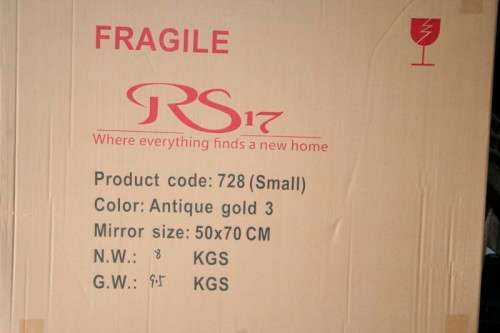 FRAGILE
RS17
Where everything finds a new home
Product code: 728 (Small)
Color: Antique gold 3
Mirror size: 50x70 CM
N.W.: 8 KGS
G.W.: 9.5 KGS